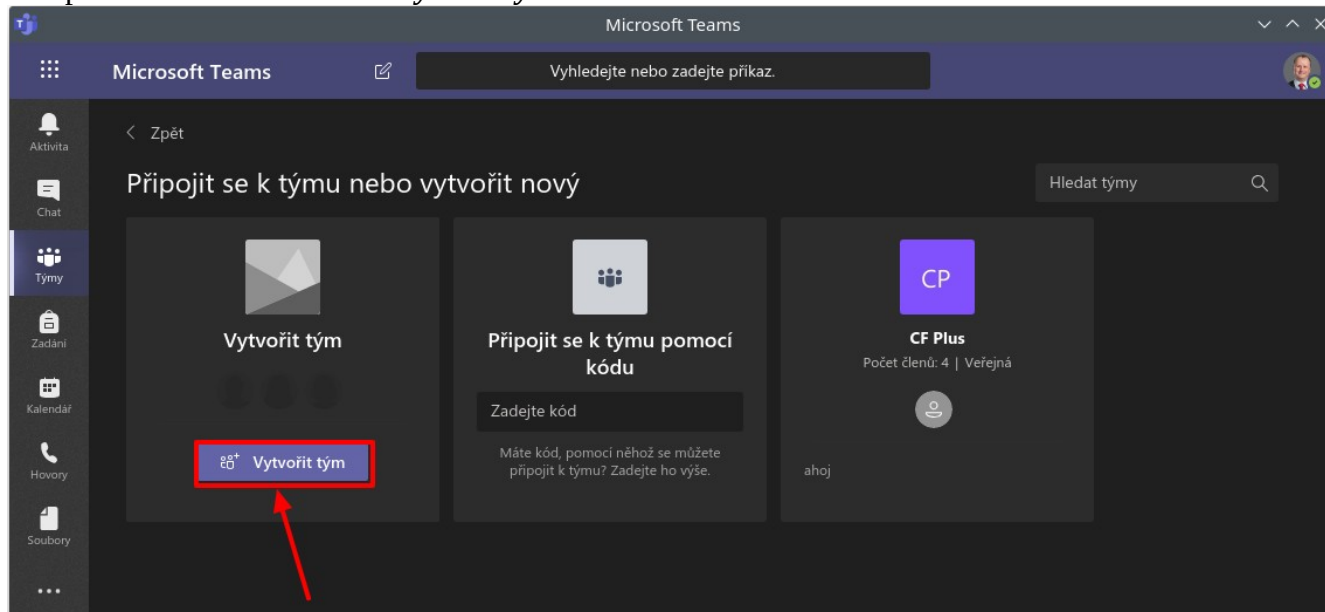 Microsoft Teams
Microsoft Teams
Vyhledejte nebo zadejte příkaz.
Aktivita
Chat
Týmy
Zadání
Kalendář
Hovory
Soubory
Zpět
Připojit se k týmu nebo vytvořit nový
Hledat týmy
Vytvořit tým
Vytvořit tým
Připojit se k týmu pomocí
kódu
Zadejte kód
Máte kód, pomocí něhož se můžete
připojit k týmu? Zadejte ho výše.
CP
CF Plus
Počet členů: 4 | Veřejná
ahoj